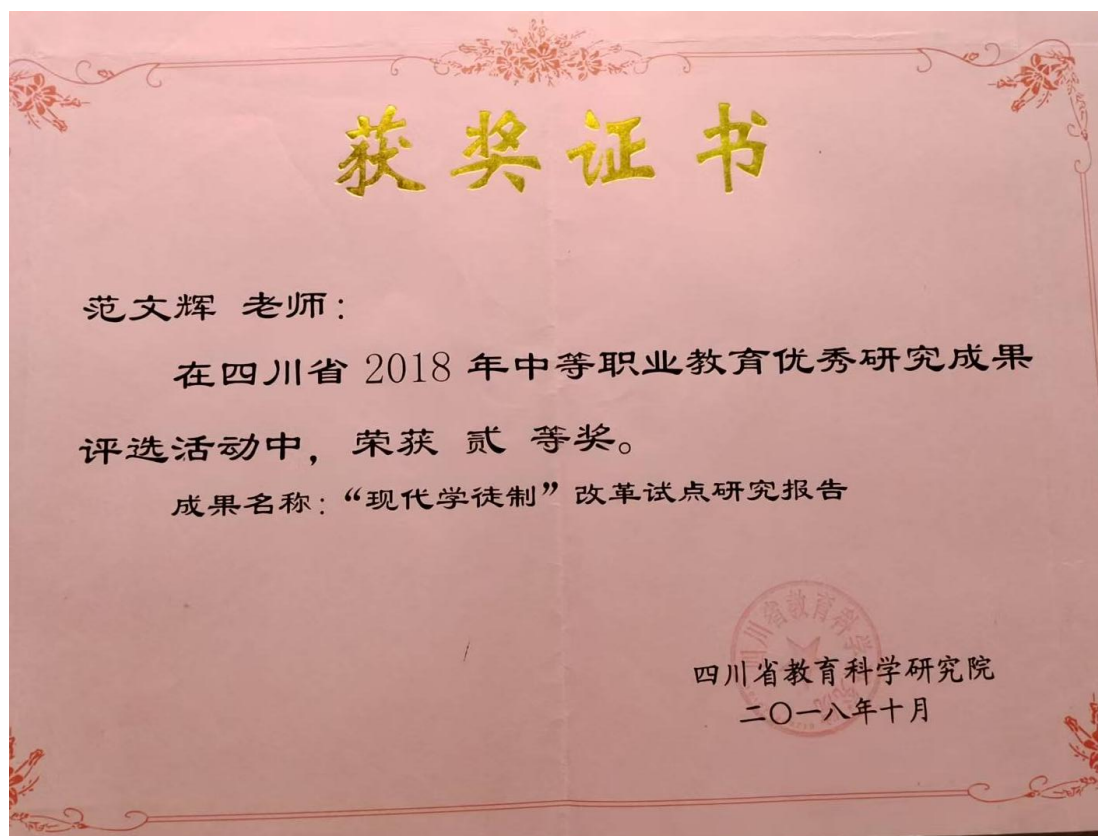 获奖证书
范文辉 老师：
在四川省 2018 年中等职业教育优秀研究成果
评选活动中，荣获 贰 等奖。
成果名称：“现代学徒制”改革试点研究报告
四川省教育科学研究院
二〇一八年十月